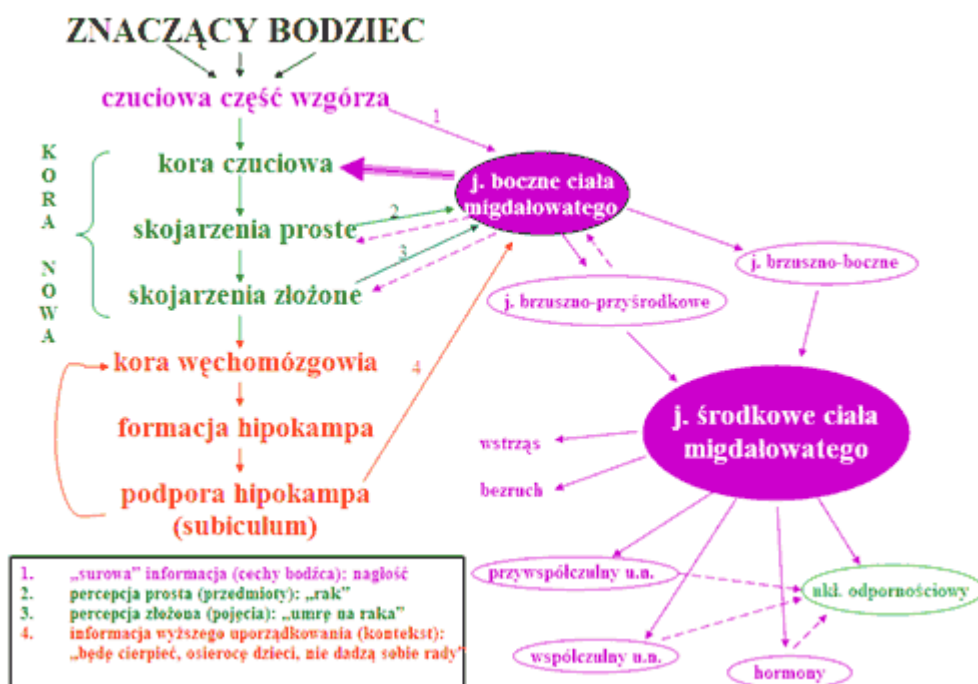 ZNACZĄCY BODZIEC
czuciowa część wzgórza
1
KORA NOWA
kora czuciowa
j. boczne ciała
migdałowatego
skojarzenia proste
2
3
skojarzenia złożone
j. brzuszno-boczne
j. brzuszno-przyśrodkowe
kora węchomózgowia
4
formacja hipokampa
j. środkowe ciała
migdałowatego
wstrząs
bezruch
podpora hipokampa
(subiculum)
przywspółczulny u.n.
ukł. odpornościowy
współczulny u.n.
hormony
1. „surowa” informacja (cechy bodźca): nagłość
2. percepcja prosta (przedmioty): „rak”
3. percepcja złożona (pojęcia): „umrę na raka”
4. informacja wyższego uporządkowania (kontekst):
„będę cierpieć, osierocę dzieci, nie dadzą sobie rady”